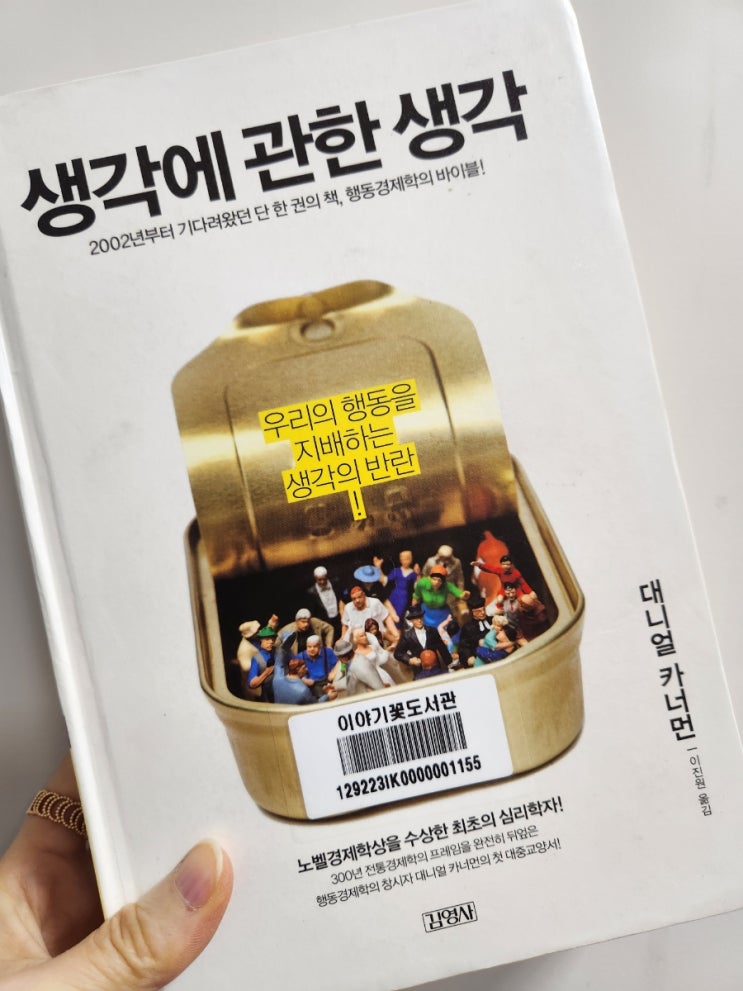 생각에 관한 생각
2002년부터 기다려왔던 단 한 권의 책, 행동경제학의 바이블!
우리의 행동을
지배하는
생각의 반란
!
대니얼 카너먼 | 이진원 옮김
이야기꽃도서관
129223IK0000001155
노벨경제학상을 수상한 최초의 심리학자!
300년 전통경제학의 프레임을 완전히 뒤엎은
행동경제학의 창시자 대니얼 카너먼의 첫 대중교양서!
김영사